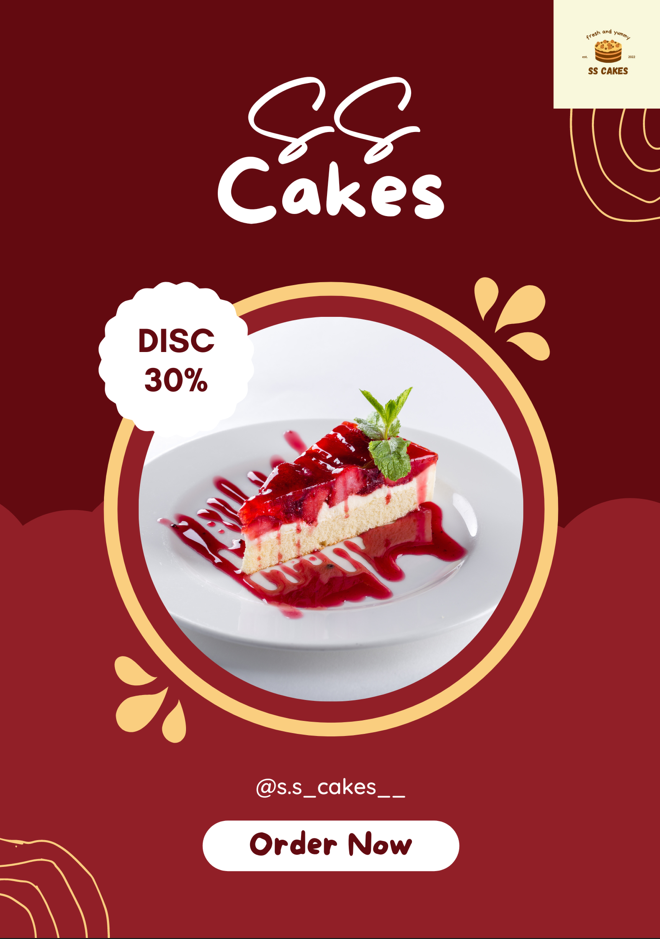 fresh and yummy
SS CAKES
SS
Cakes
DISC
30%
@s.s_cakes__
Order Now